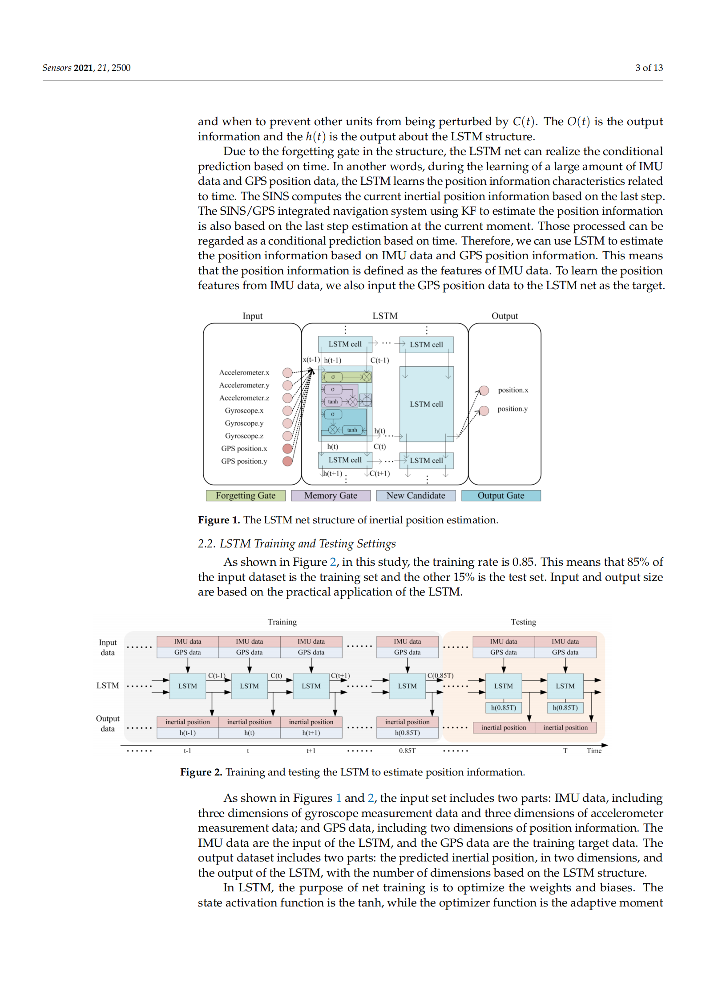 Sensors 2021, 21, 2500
3 of 13
and when to prevent other units from being perturbed by C(t). The O(t) is the output
information and the h(t) is the output about the LSTM structure.
Due to the forgetting gate in the structure, the LSTM net can realize the conditional
prediction based on time. In another words, during the learning of a large amount of IMU
data and GPS position data, the LSTM learns the position information characteristics related
to time. The SINS computes the current inertial position information based on the last step.
The SINS/GPS integrated navigation system using KF to estimate the position information
is also based on the last step estimation at the current moment. Those processed can be
regarded as a conditional prediction based on time. Therefore, we can use LSTM to estimate
the position information based on IMU data and GPS position information. This means
that the position information is defined as the features of IMU data. To learn the position
features from IMU data, we also input the GPS position data to the LSTM net as the target.
Input LSTM Output
LSTM cell ... LSTM cell
x(t-1) h(t-1) C(t-1)
Accelerometer.x
Accelerometer.y
Accelerometer.z
Gyroscope.x
Gyroscope.y
Gyroscope.z
GPS position.x
GPS position.y
σ
σ
tanh
σ
tanh
h(t)
h(t) C(t)
LSTM cell
position.x
position.y
LSTM cell ... LSTM cell
h(t+1) C(t+1)
Forgetting Gate Memory Gate New Candidate Output Gate
Figure 1. The LSTM net structure of inertial position estimation.
2.2. LSTM Training and Testing Settings
As shown in Figure 2, in this study, the training rate is 0.85. This means that 85% of
the input dataset is the training set and the other 15% is the test set. Input and output size
are based on the practical application of the LSTM.
Training Testing
Input
data
IMU data IMU data IMU data ...... IMU data ...... IMU data IMU data
GPS data GPS data GPS data GPS data GPS data GPS data
C(t-1) C(t) C(t+1) C(0.85T)
LSTM ...... LSTM LSTM LSTM ...... LSTM ...... LSTM LSTM
h(0.85T) h(0.85T)
Output
data
inertial position inertial position inertial position ...... inertial position ...... inertial position inertial position
h(t-1) h(t) h(t+1) h(0.85T)
...... t-1 t t+1 ...... 0.85T ...... T Time
Figure 2. Training and testing the LSTM to estimate position information.
As shown in Figures 1 and 2, the input set includes two parts: IMU data, including
three dimensions of gyroscope measurement data and three dimensions of accelerometer
measurement data; and GPS data, including two dimensions of position information. The
IMU data are the input of the LSTM, and the GPS data are the training target data. The
output dataset includes two parts: the predicted inertial position, in two dimensions, and
the output of the LSTM, with the number of dimensions based on the LSTM structure.
In LSTM, the purpose of net training is to optimize the weights and biases. The
state activation function is the tanh, while the optimizer function is the adaptive moment